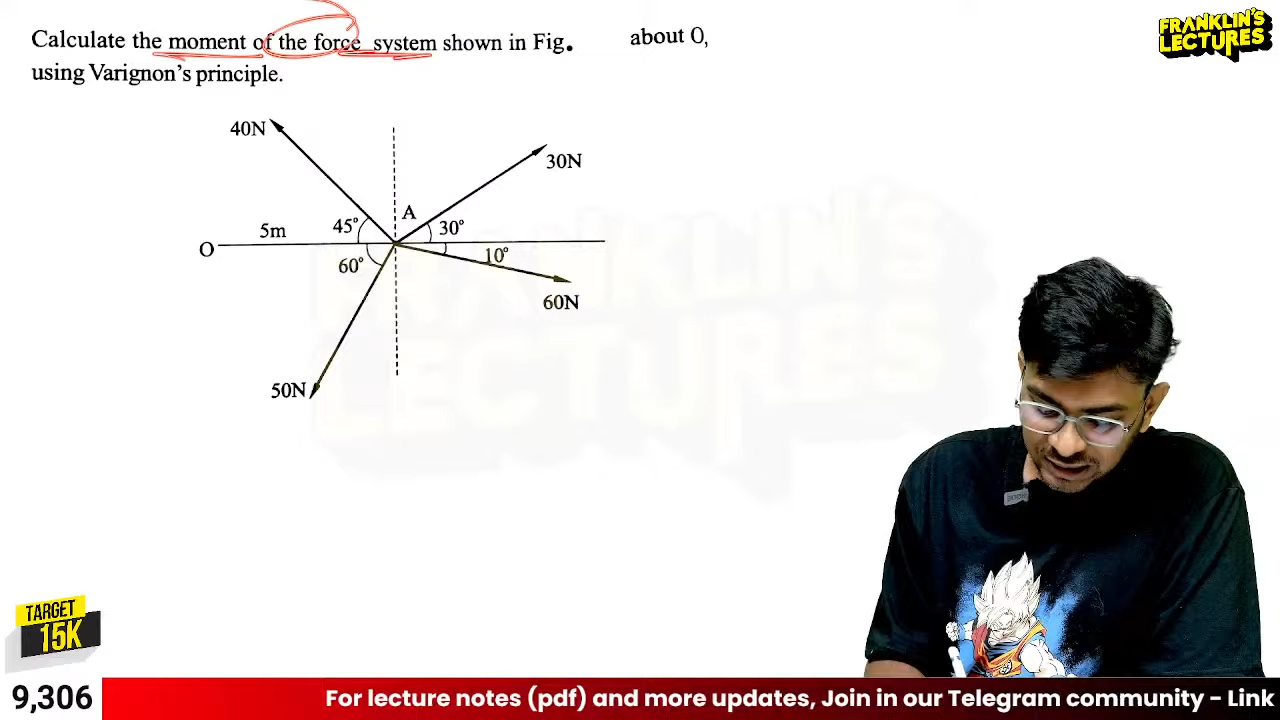 Calculate the moment of the force system shown in Fig. about O,
using Varignon's principle.
FRANKLIN'S
LECTURES
40N
30N
A
5m
45°
30°
O
60°
10°
60N
50N
FRANKLIN'S
LECTURES
TARGET
15K
9,306
For lecture notes (pdf) and more updates, Join in our Telegram community - Link